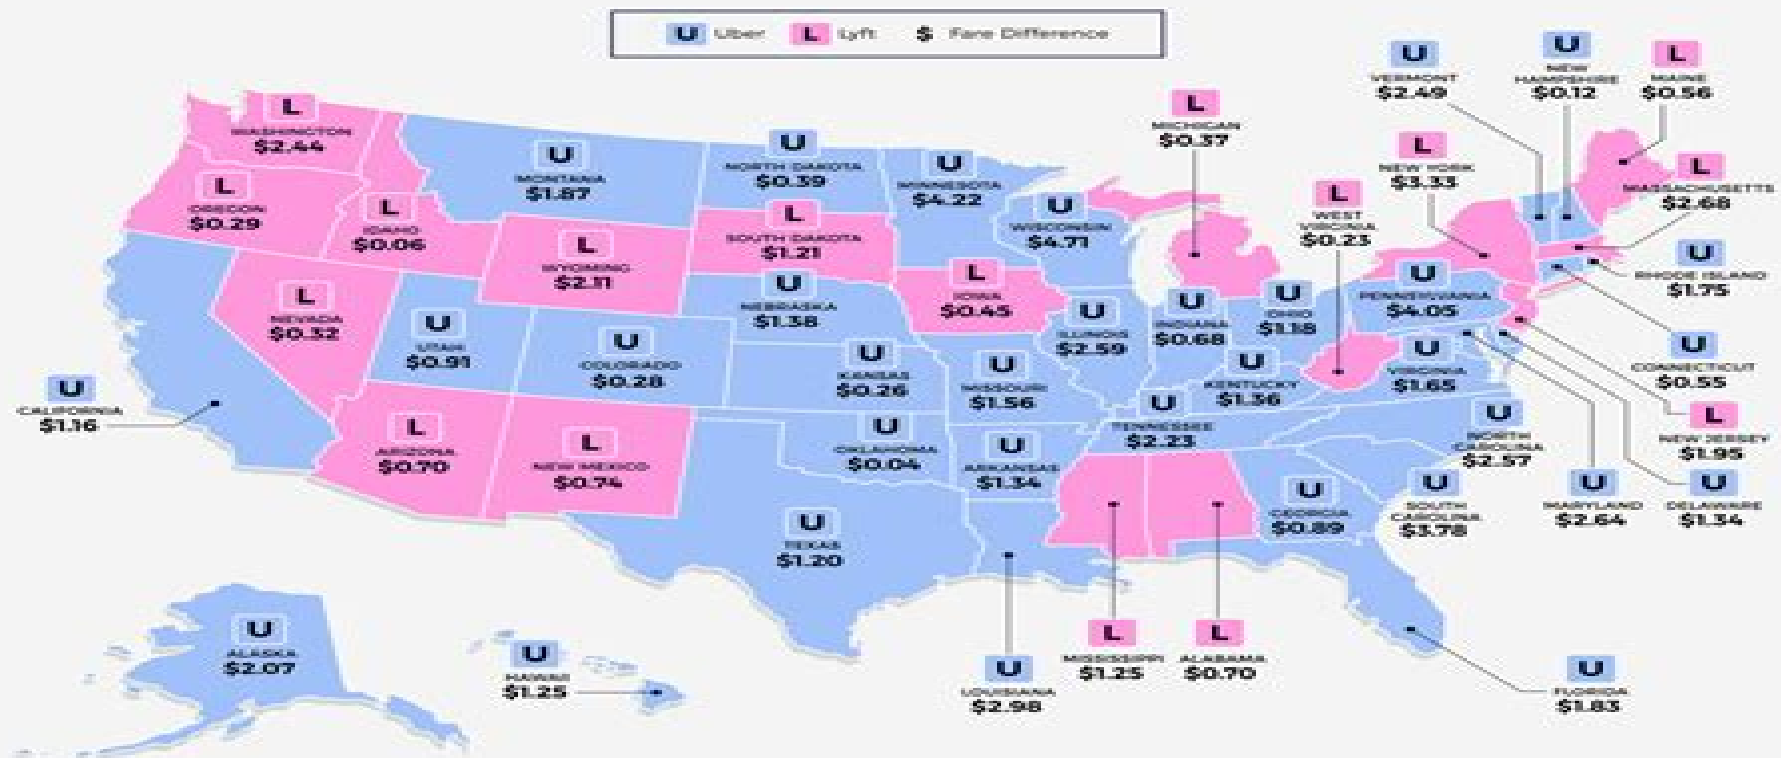 U Uber L Lyft $ Fare Difference
L
WASHINGTON
$2.44
L
OREGON
$0.29
L
IDAHO
$0.06
U
MONTANA
$1.87
L
WYOMING
$2.11
U
NORTH DAKOTA
$0.39
L
SOUTH DAKOTA
$1.21
U
NEBRASKA
$1.38
U
MINNESOTA
$4.22
U
WISCONSIN
$4.71
L
IOWA
$0.45
L
MICHIGAN
$0.37
U
VERMONT
$2.49
U
NEW
HAMPSHIRE
$0.12
L
MAINE
$0.56
L
NEW YORK
$3.33
L
MASSACHUSETTS
$2.68
L
WEST
VIRGINIA
$0.23
U
RHODE ISLAND
$1.75
U
PENNSYLVANIA
$4.05
U
OHIO
$1.18
U
INDIANA
$0.68
U
ILLINOIS
$2.59
L
NEVADA
$0.32
U
UTAH
$0.91
U
COLORADO
$0.28
U
KANSAS
$0.26
U
MISSOURI
$1.56
U
KENTUCKY
$1.36
U
VIRGINIA
$1.65
U
CONNECTICUT
$0.55
U
CALIFORNIA
$1.16
L
ARIZONA
$0.70
L
NEW MEXICO
$0.74
U
OKLAHOMA
$0.04
U
ARKANSAS
$1.34
U
TENNESSEE
$2.23
U
NORTH
CAROLINA
$2.57
L
NEW JERSEY
$1.95
U
TEXAS
$1.20
U
GEORGIA
$0.89
U
SOUTH
CAROLINA
$3.78
U
MARYLAND
$2.64
U
DELAWARE
$1.34
U
ALASKA
$2.07
U
HAWAII
$1.25
U
LOUISIANA
$2.98
L
MISSISSIPPI
$1.25
L
ALABAMA
$0.70
U
FLORIDA
$1.83